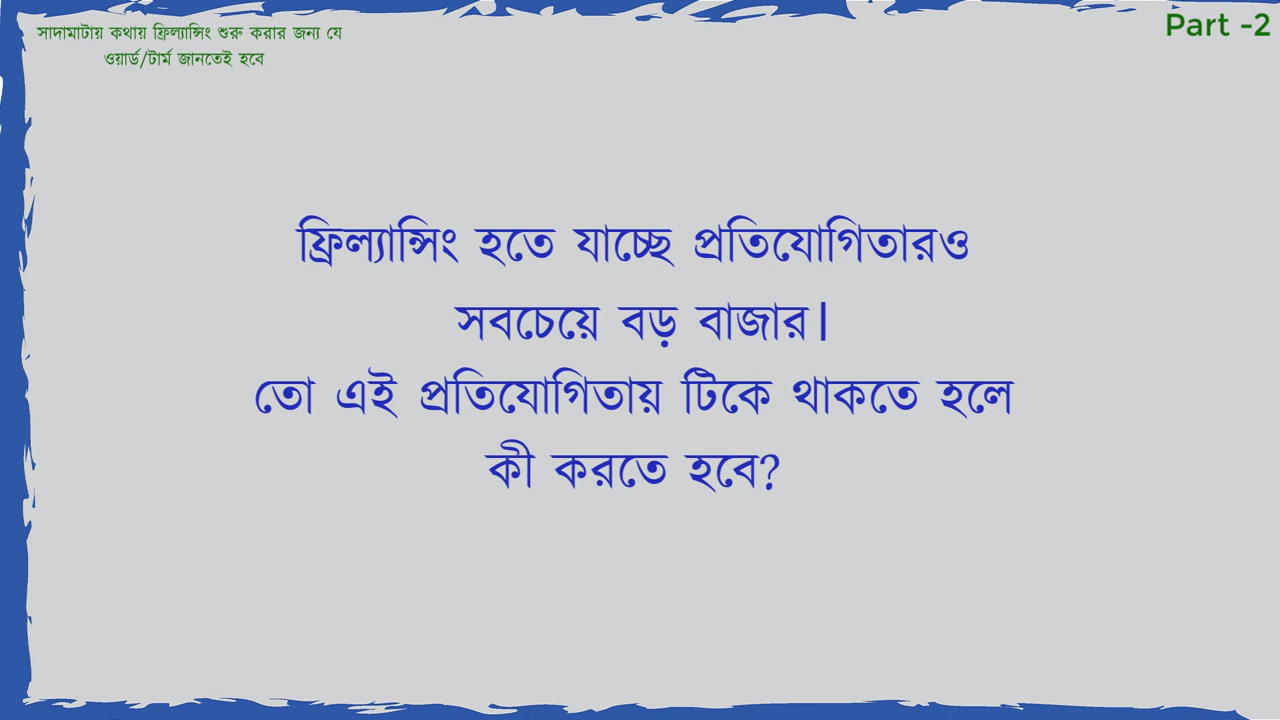 সাদামাটায় কথায় ফ্রিল্যান্সিং শুরু করার জন্য যে
ওয়ার্ড/টার্ম জানতেই হবে
Part -2
ফ্রিল্যান্সিং হতে যাচ্ছে প্রতিযোগিতারও
সবচেয়ে বড় বাজার।
তো এই প্রতিযোগিতায় টিকে থাকতে হলে
কী করতে হবে?